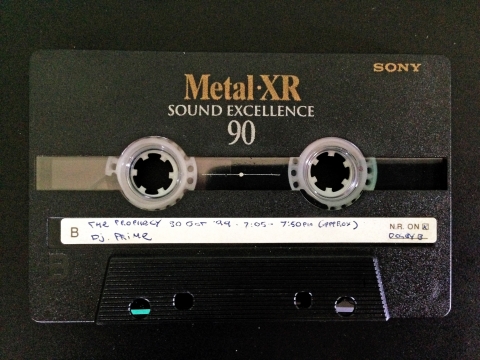 SONY
Metal·XR
SOUND EXCELLENCE
90
B
THE PROPHECY 30 OCT '99 - 7:05 - 7:50PM (APPROX)
DJ. PRIME
N.R. ON ☒
DOLBY B